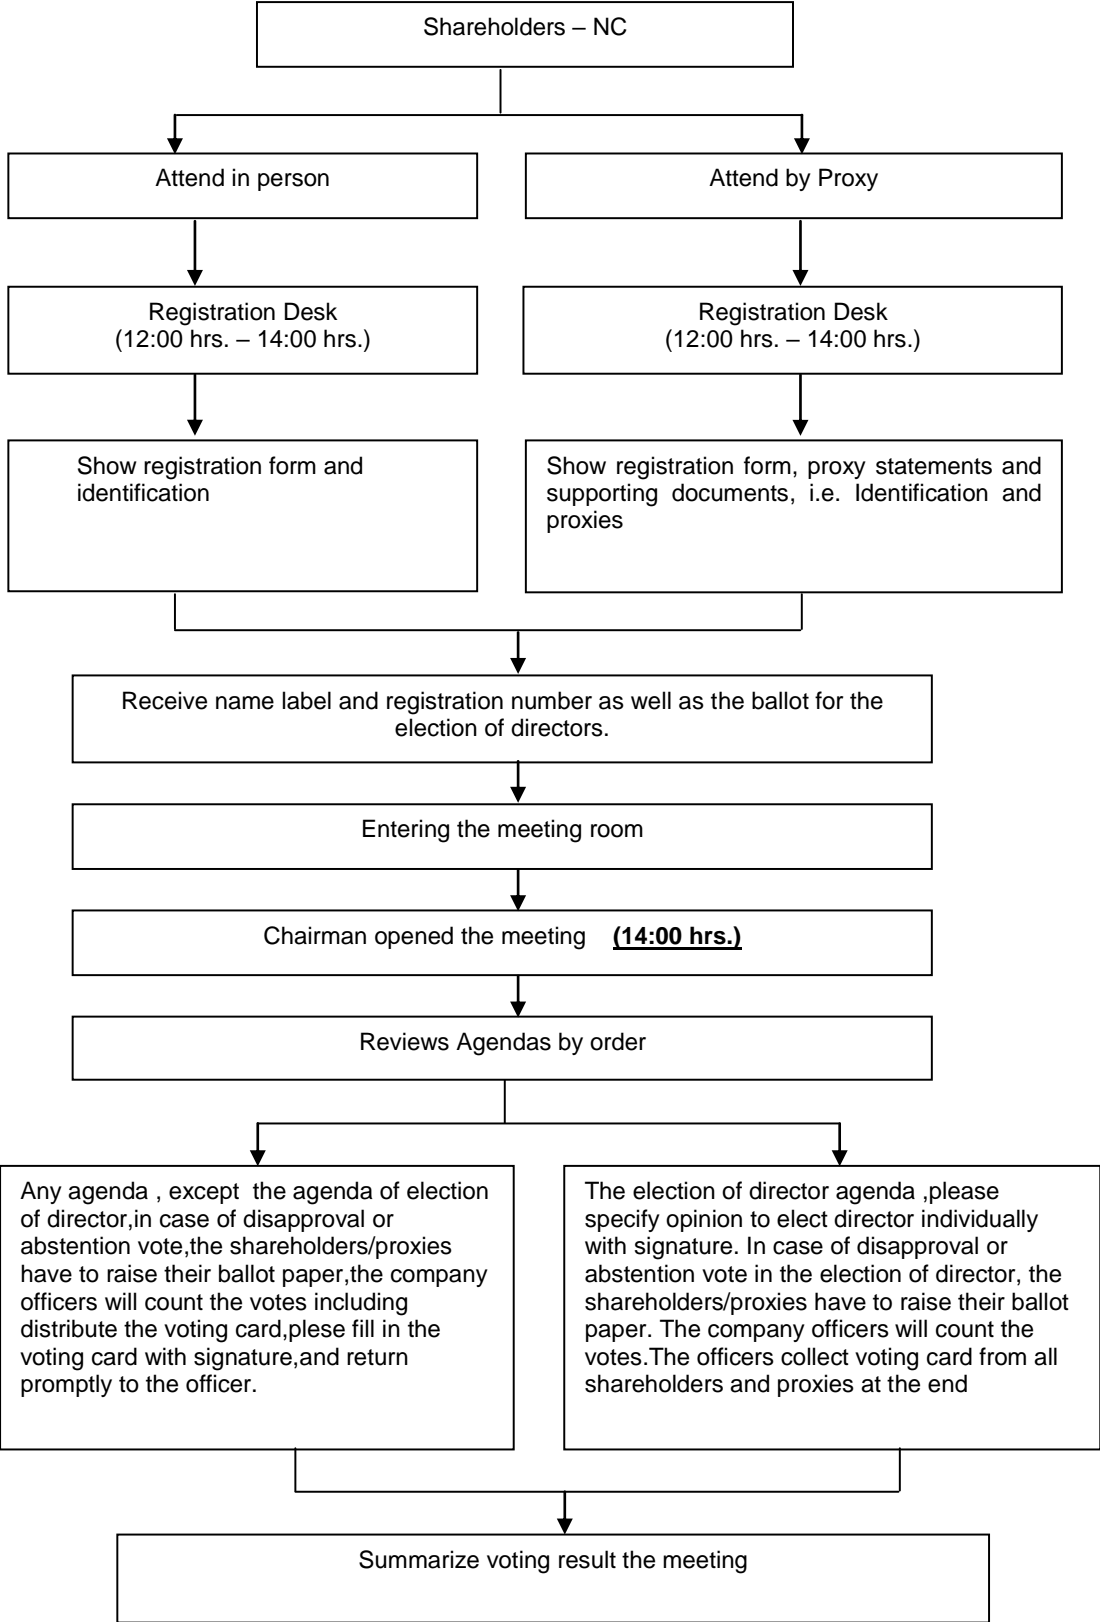 Shareholders – NC
Attend in person
Attend by Proxy
Registration Desk
(12:00 hrs. – 14:00 hrs.)
Registration Desk
(12:00 hrs. – 14:00 hrs.)
Show registration form and
identification
Show registration form, proxy statements and
supporting documents, i.e. Identification and
proxies
Receive name label and registration number as well as the ballot for the
election of directors.
Entering the meeting room
Chairman opened the meeting (14:00 hrs.)
Reviews Agendas by order
Any agenda , except the agenda of election
of director,in case of disapproval or
abstention vote,the shareholders/proxies
have to raise their ballot paper,the company
officers will count the votes including
distribute the voting card,plese fill in the
voting card with signature,and return
promptly to the officer.
The election of director agenda ,please
specify opinion to elect director individually
with signature. In case of disapproval or
abstention vote in the election of director, the
shareholders/proxies have to raise their ballot
paper. The company officers will count the
votes.The officers collect voting card from all
shareholders and proxies at the end
Summarize voting result the meeting